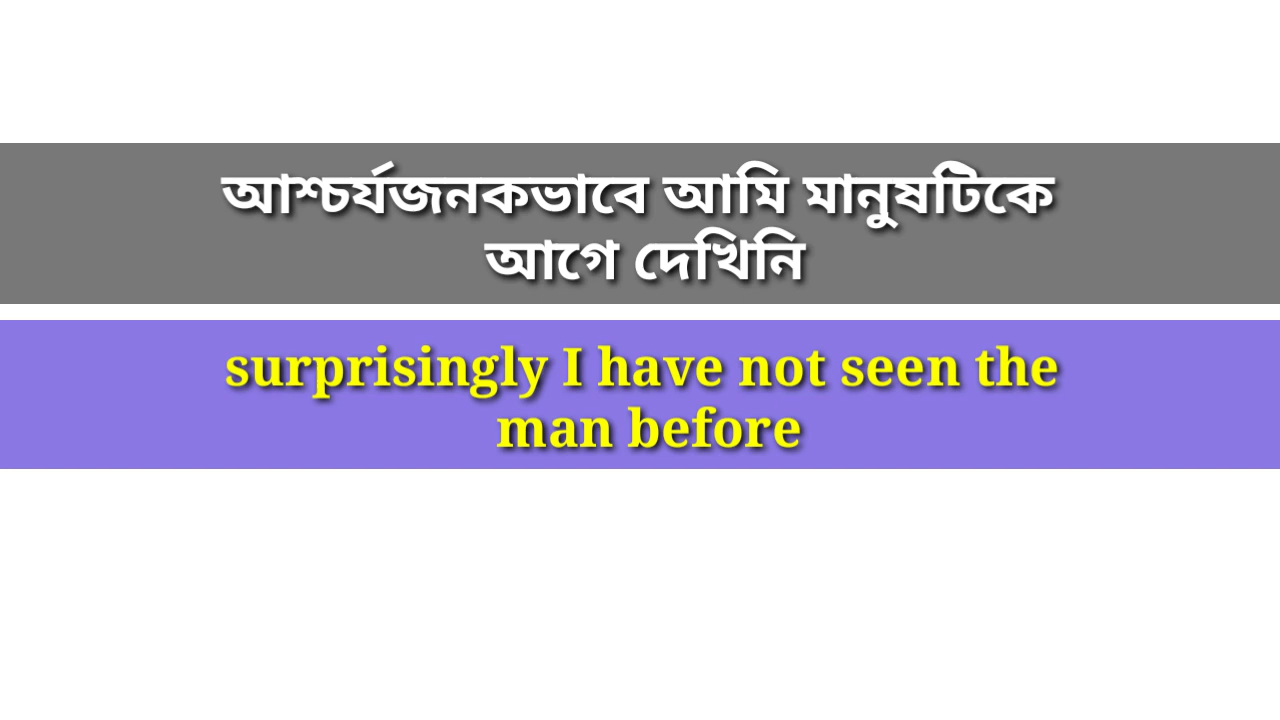 আশ্চর্যজনকভাবে আমি মানুষটিকে
আগে দেখিনি
surprisingly I have not seen the
man before